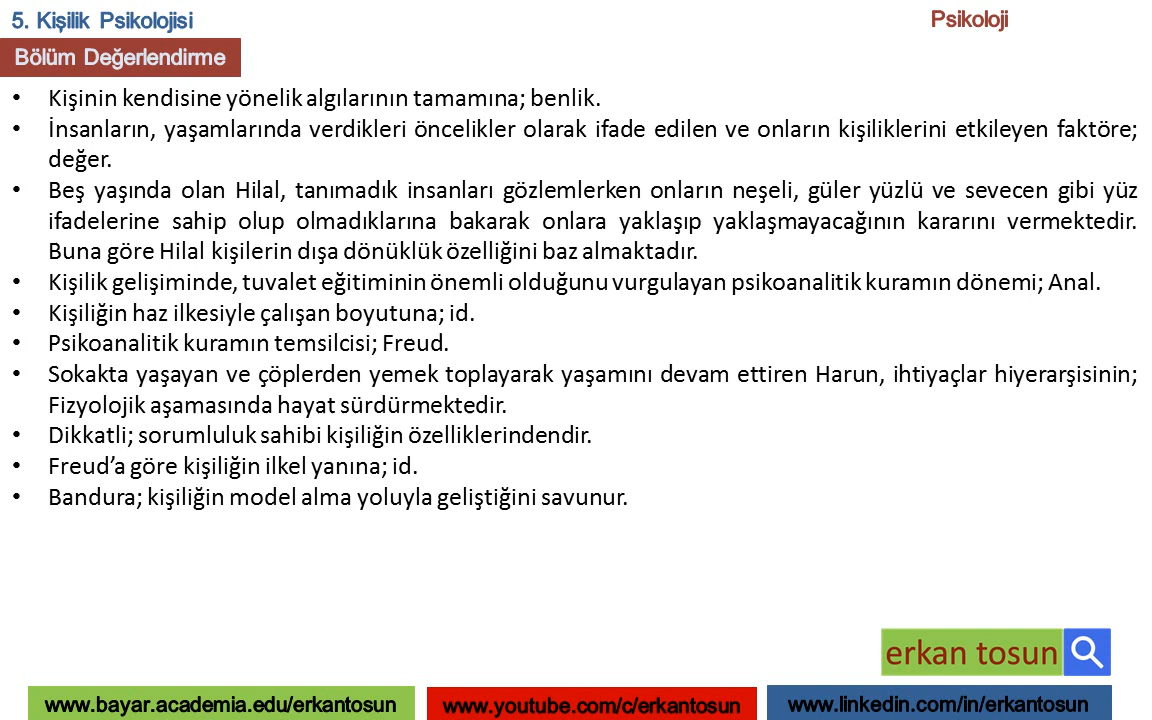 5. Kişilik Psikolojisi
Psikoloji
Bölüm Değerlendirme
• Kişinin kendisine yönelik algılarının tamamına; benlik.
• İnsanların, yaşamlarında verdikleri öncelikler olarak ifade edilen ve onların kişiliklerini etkileyen faktöre;
değer.
• Beş yaşında olan Hilal, tanımadık insanları gözlemlerken onların neşeli, güler yüzlü ve sevecen gibi yüz
ifadelerine sahip olup olmadıklarına bakarak onlara yaklaşıp yaklaşmayacağının kararını vermektedir.
Buna göre Hilal kişilerin dışa dönüklük özelliğini baz almaktadır.
• Kişilik gelişiminde, tuvalet eğitiminin önemli olduğunu vurgulayan psikoanalitik kuramın dönemi; Anal.
• Kişiliğin haz ilkesiyle çalışan boyutuna; id.
• Psikoanalitik kuramın temsilcisi; Freud.
• Sokakta yaşayan ve çöplerden yemek toplayarak yaşamını devam ettiren Harun, ihtiyaçlar hiyerarşisinin;
Fizyolojik aşamasında hayat sürdürmektedir.
• Dikkatli; sorumluluk sahibi kişiliğin özelliklerindendir.
• Freud’a göre kişiliğin ilkel yanına; id.
• Bandura; kişiliğin model alma yoluyla geliştiğini savunur.
erkan tosun
www.bayar.academia.edu/erkantosun
www.youtube.com/c/erkantosun
www.linkedin.com/in/erkantosun